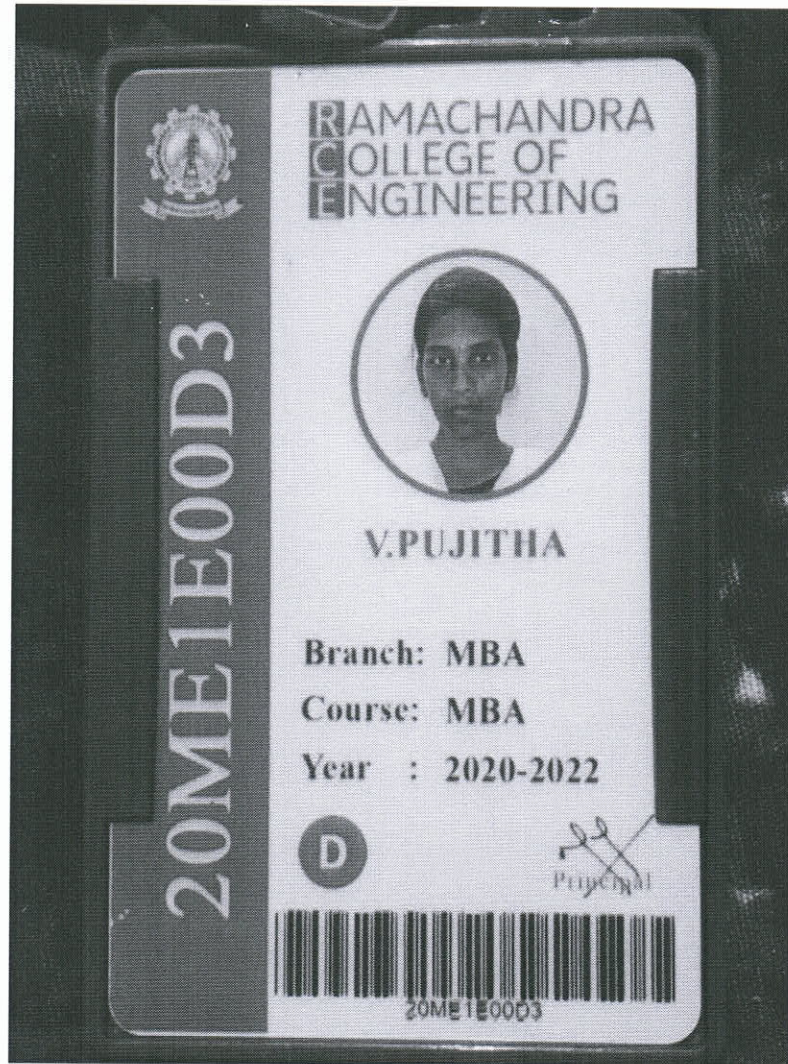 RAMACHANDRA
COLLEGE OF
ENGINEERING
20ME1E00D3
V.PUJITHA
Branch: MBA
Course: MBA
Year : 2020-2022
D
Principal
20ME1E00D3